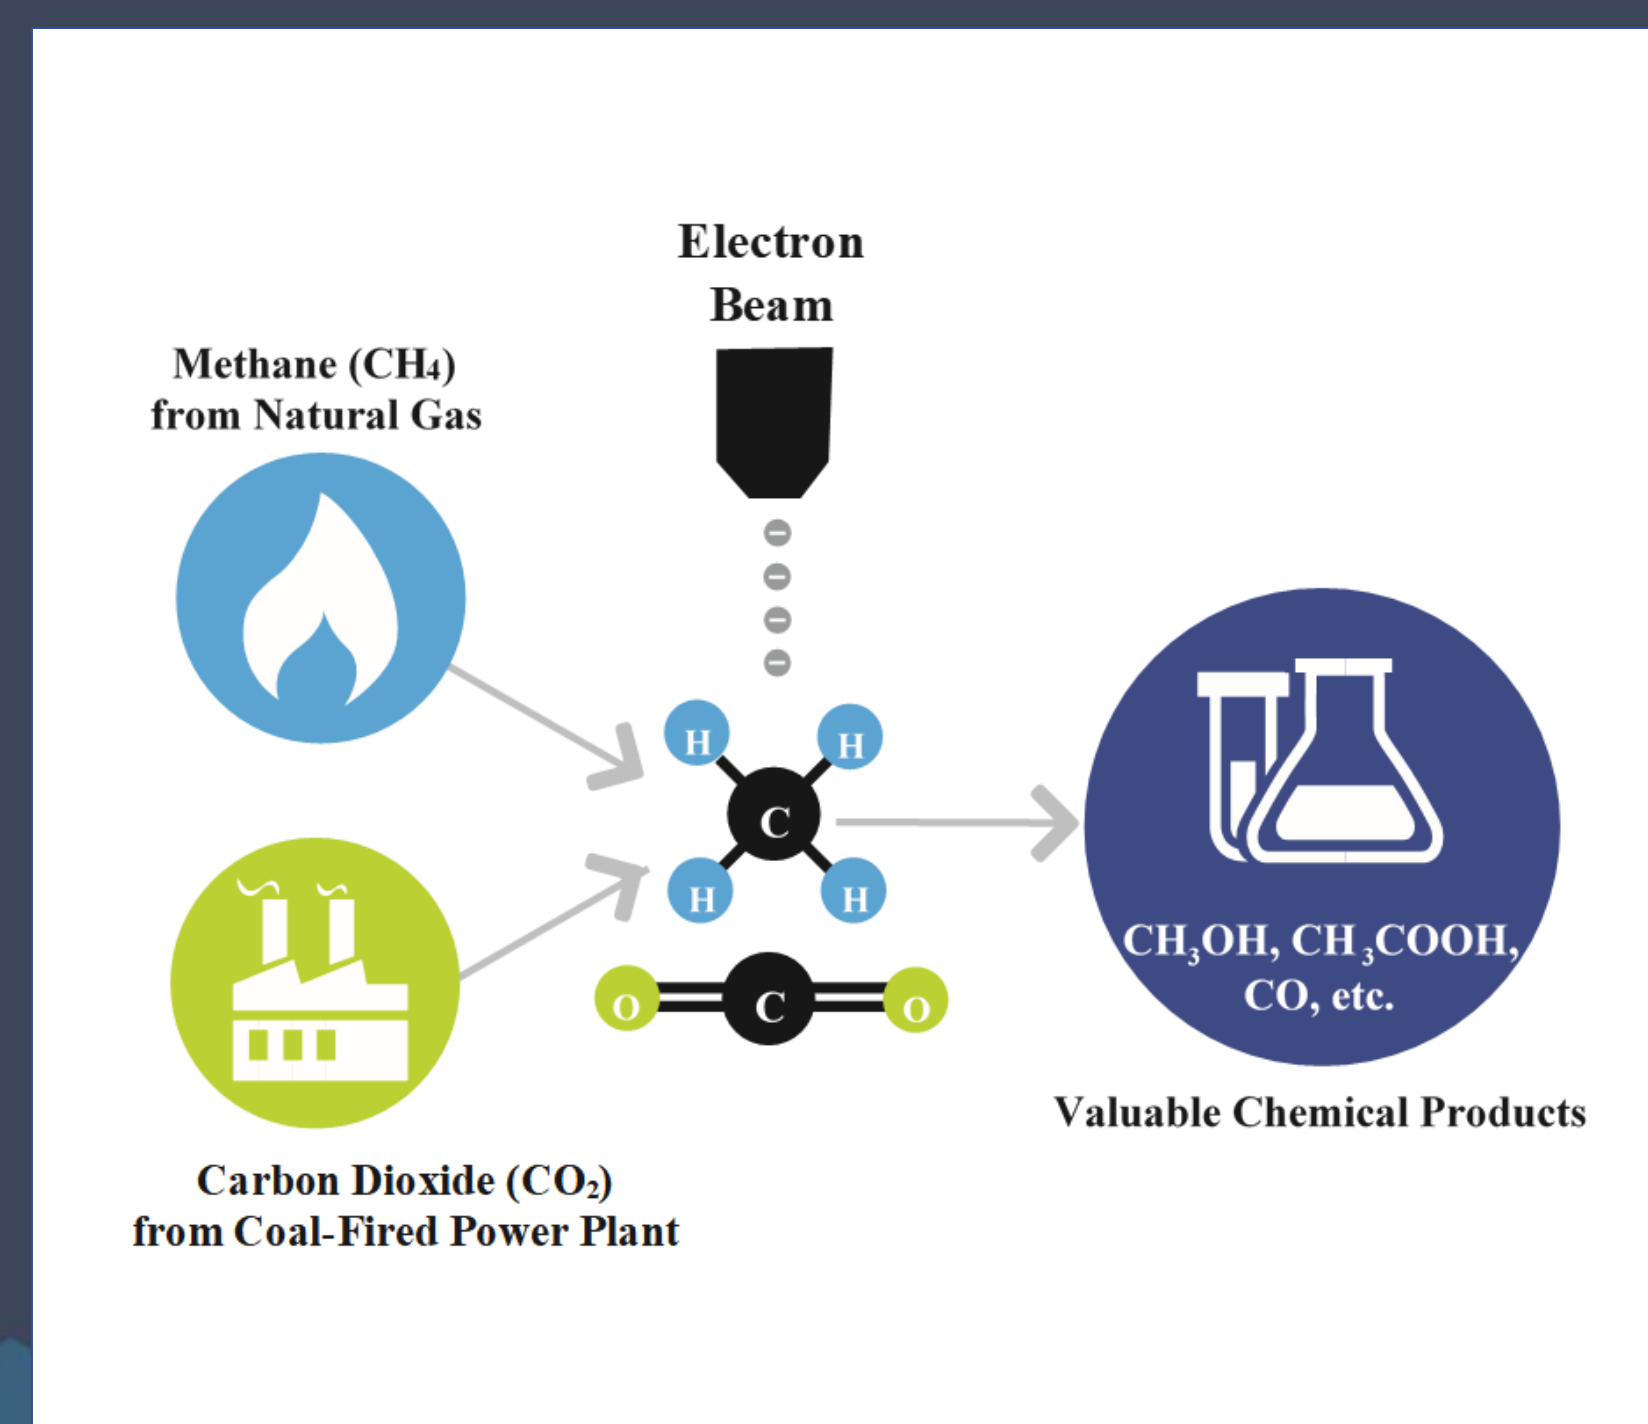 Electron
Beam
Methane (CH₄)
from Natural Gas
H
H
C
H
H
O
C
O
CH₃OH, CH₃COOH,
CO, etc.
Valuable Chemical Products
Carbon Dioxide (CO₂)
from Coal-Fired Power Plant